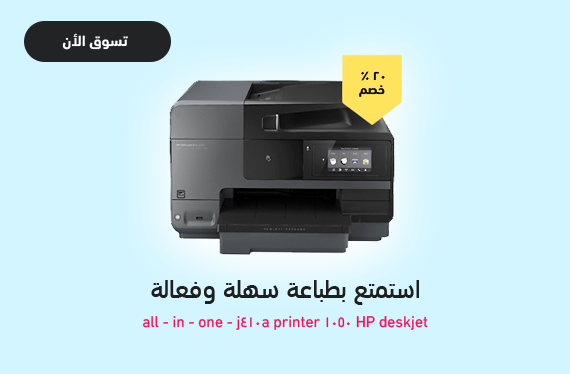 تسوق الأن
٢٠ ٪
خصم
استمتع بطباعة سهلة وفعالة
all - in - one - j٤١٠a printer ١٠٥٠ HP deskjet